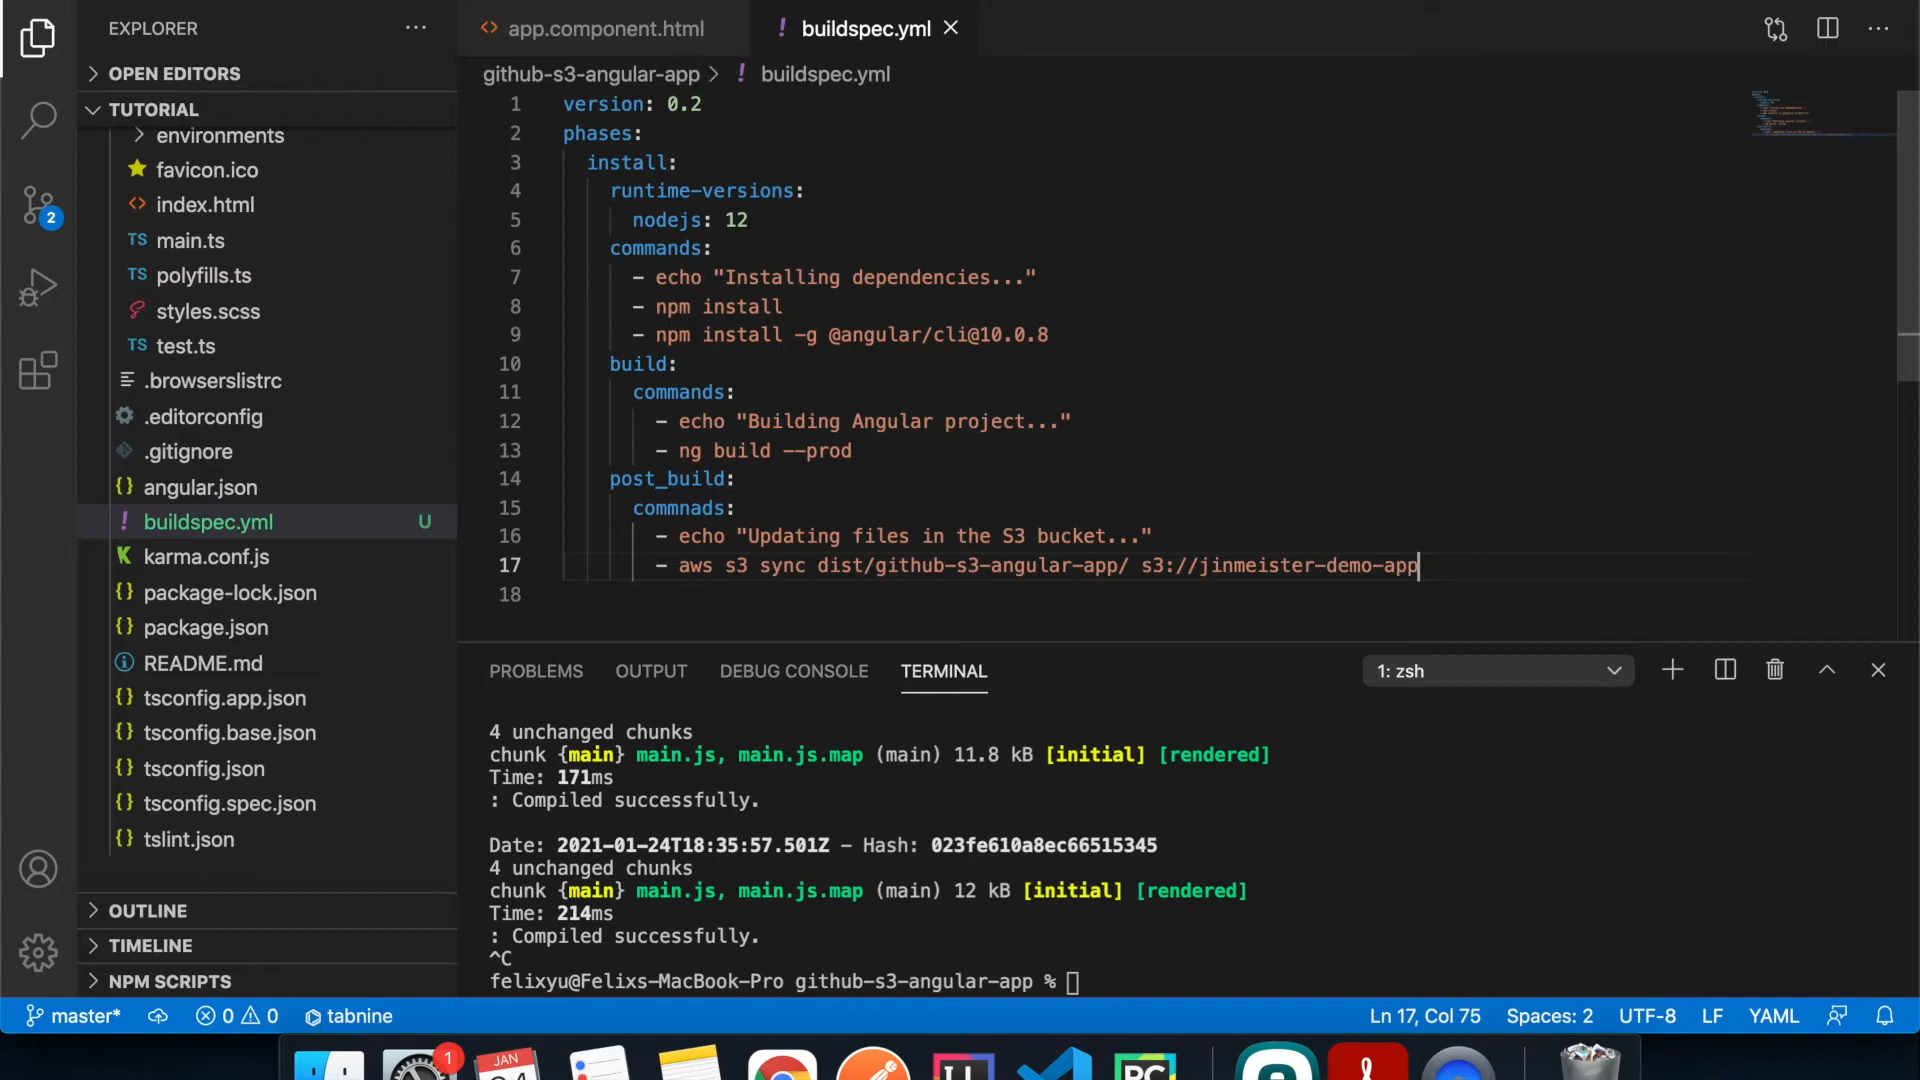 EXPLORER
OPEN EDITORS
TUTORIAL
environments
favicon.ico
index.html
TS main.ts
TS polyfills.ts
styles.scss
TS test.ts
.browserslistrc
.editorconfig
.gitignore
{} angular.json
! buildspec.yml U
karma.conf.js
{} package-lock.json
{} package.json
README.md
{} tsconfig.app.json
{} tsconfig.base.json
{} tsconfig.json
{} tsconfig.spec.json
{} tslint.json
OUTLINE
TIMELINE
NPM SCRIPTS
2
<> app.component.html
! buildspec.yml
github-s3-angular-app > ! buildspec.yml
1 version: 0.2
2 phases:
3 install:
4 runtime-versions:
5 nodejs: 12
6 commands:
7 - echo "Installing dependencies..."
8 - npm install
9 - npm install -g @angular/cli@10.0.8
10 build:
11 commands:
12 - echo "Building Angular project..."
13 - ng build --prod
14 post_build:
15 commnads:
16 - echo "Updating files in the S3 bucket..."
17 - aws s3 sync dist/github-s3-angular-app/ s3://jinmeister-demo-app
18
PROBLEMS OUTPUT DEBUG CONSOLE TERMINAL 1: zsh
4 unchanged chunks
chunk {main} main.js, main.js.map (main) 11.8 kB [initial] [rendered]
Time: 171ms
: Compiled successfully.
Date: 2021-01-24T18:35:57.501Z - Hash: 023fe610a8ec66515345
4 unchanged chunks
chunk {main} main.js, main.js.map (main) 12 kB [initial] [rendered]
Time: 214ms
: Compiled successfully.
^C
felixyu@Felixs-MacBook-Pro github-s3-angular-app %
master* 0 0 tabnine Ln 17, Col 75 Spaces: 2 UTF-8 LF YAML
1
JAN
PC